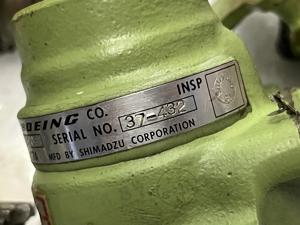 BOEING CO. INSP
SERIAL NO. 37-432
MFD BY SHIMADZU CORPORATION